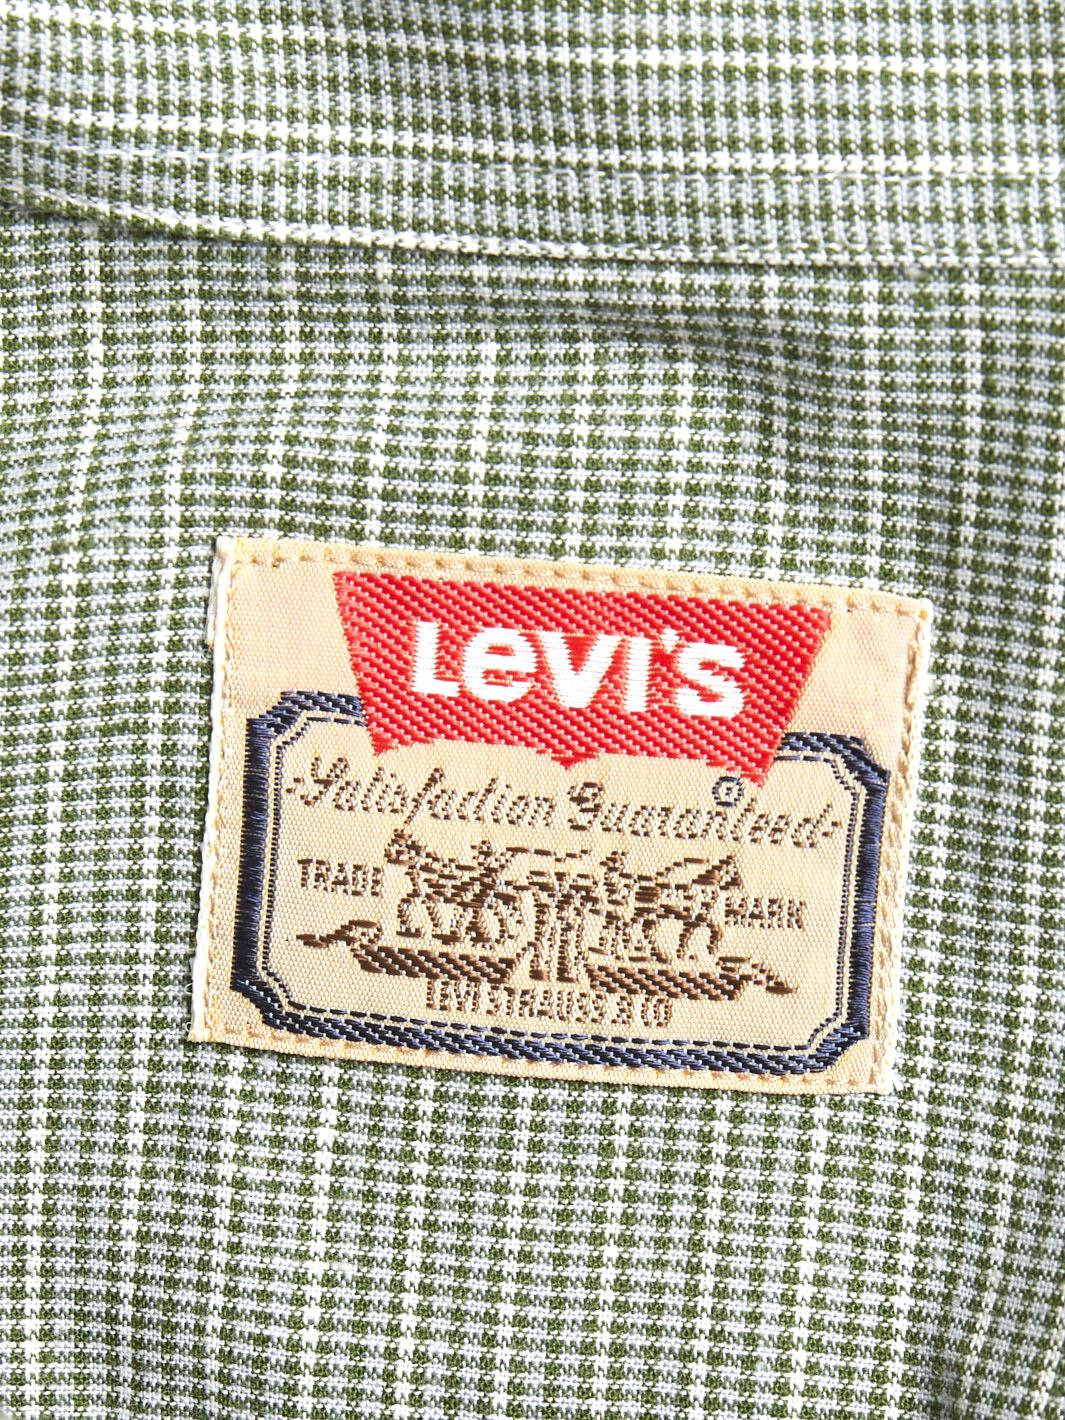 Levi's
®
Satisfaction Guaranteed
TRADE MARK
LEVI STRAUSS & CO